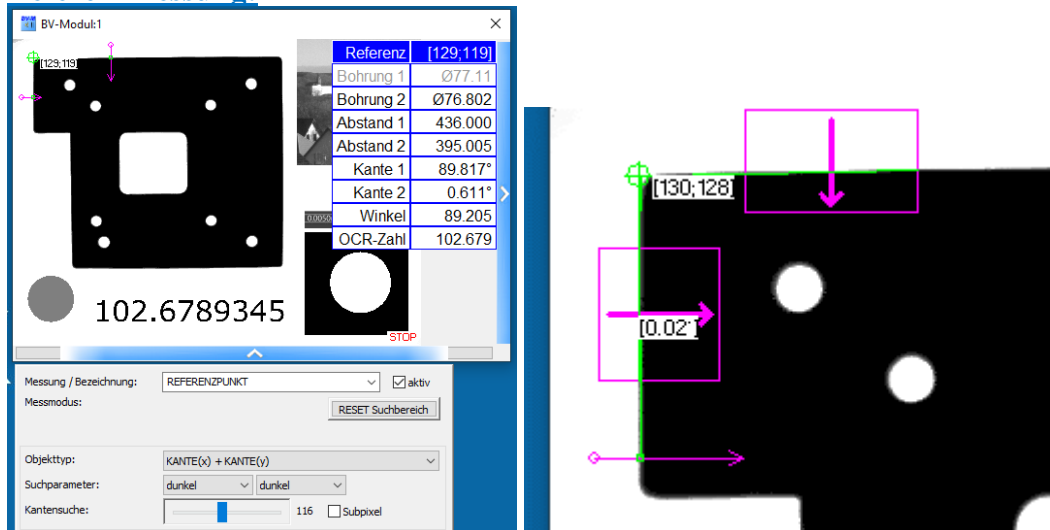 BV-Modul:1
[129;119]
Referenz [129;119]
Bohrung 1 Ø77.11
Bohrung 2 Ø76.802
Abstand 1 436.000
Abstand 2 395.005
Kante 1 89.817°
Kante 2 0.611°
Winkel 89.205
OCR-Zahl 102.679
102.6789345
STOP
Messung / Bezeichnung: REFERENZPUNKT aktiv
Messmodus:
RESET Suchbereich
Objekttyp: KANTE(x) + KANTE(y)
Suchparameter: dunkel dunkel
Kantensuche: 116 Subpixel
[130;128]